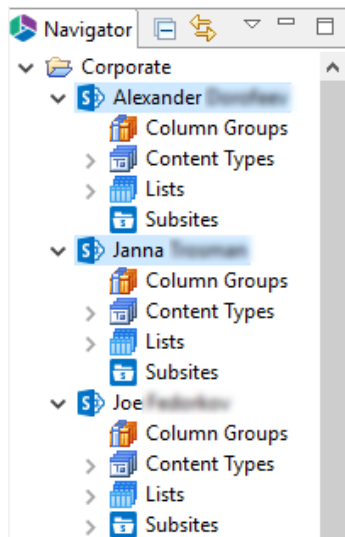 Navigator
Corporate
Alexander
Column Groups
Content Types
Lists
Subsites
Janna
Column Groups
Content Types
Lists
Subsites
Joe
Column Groups
Content Types
Lists
Subsites